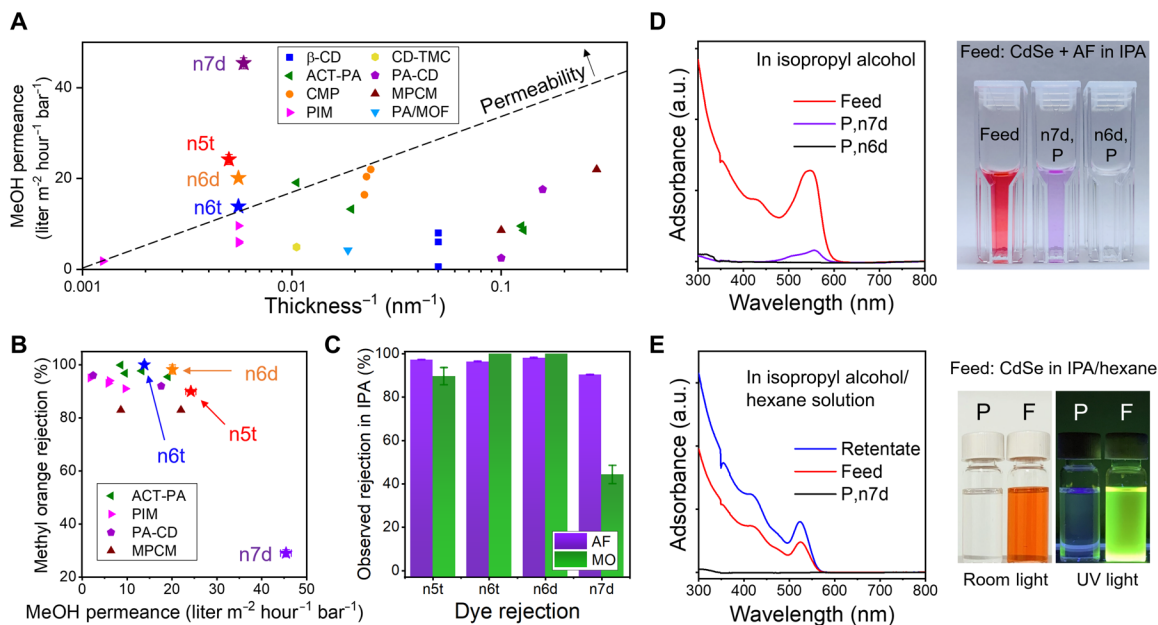 A
MeOH permeance
(liter m⁻² hour⁻¹ bar⁻¹)
40
20
0
n7d
n5t
n6d
n6t
β-CD
ACT-PA
CMP
PIM
CD-TMC
PA-CD
MPCM
PA/MOF
Permeability
0.001
0.01
0.1
Thickness⁻¹ (nm⁻¹)
B
Methyl orange rejection (%)
100
80
60
40
20
n6d
n5t
n6t
ACT-PA
PIM
PA-CD
MPCM
n7d
0 10 20 30 40 50
MeOH permeance (liter m⁻² hour⁻¹ bar⁻¹)
C
Observed rejection in IPA (%)
100
80
60
40
20
0
AF
MO
n5t n6t n6d n7d
Dye rejection
D
Adsorbance (a.u.)
In isopropyl alcohol
Feed
P,n7d
P,n6d
300 400 500 600 700 800
Wavelength (nm)
Feed: CdSe + AF in IPA
Feed
n7d,
P
n6d,
P
E
Absorbance (a.u.)
In isopropyl alcohol/
hexane solution
Retentate
Feed
P,n7d
300 400 500 600 700 800
Wavelength (nm)
Feed: CdSe in IPA/hexane
P F P F
Room light UV light